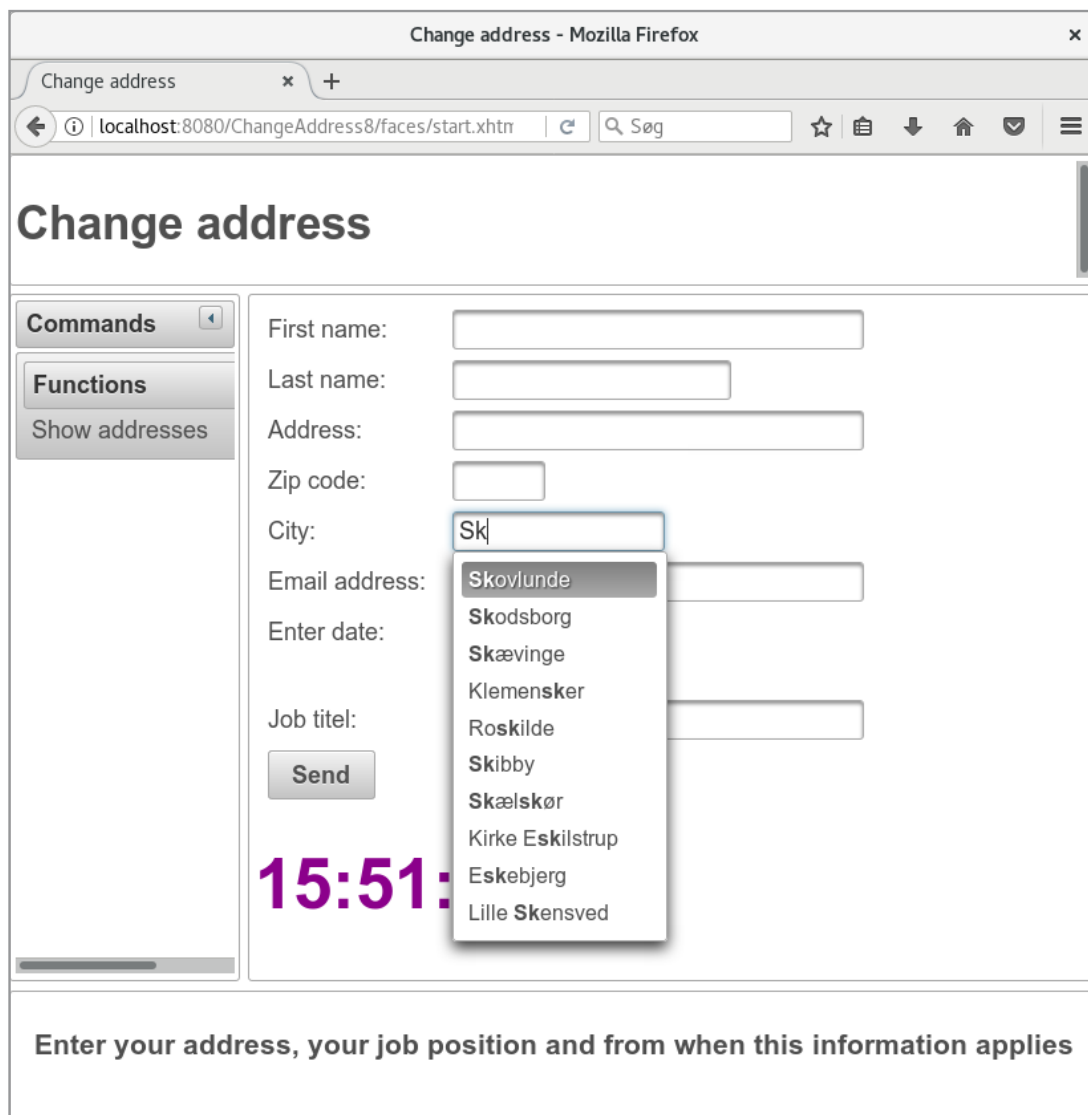 Change address - Mozilla Firefox
Change address
localhost:8080/ChangeAddress8/faces/start.xhtm
Søg
Change address
Commands
Functions
Show addresses
First name:
Last name:
Address:
Zip code:
City:
Sk
Email address:
Enter date:
Job titel:
Send
Skovlunde
Skodsborg
Skævinge
Klemensker
Roskilde
Skibby
Skælskør
Kirke Eskilstrup
Eskebjerg
Lille Skensved
15:51:
Enter your address, your job position and from when this information applies